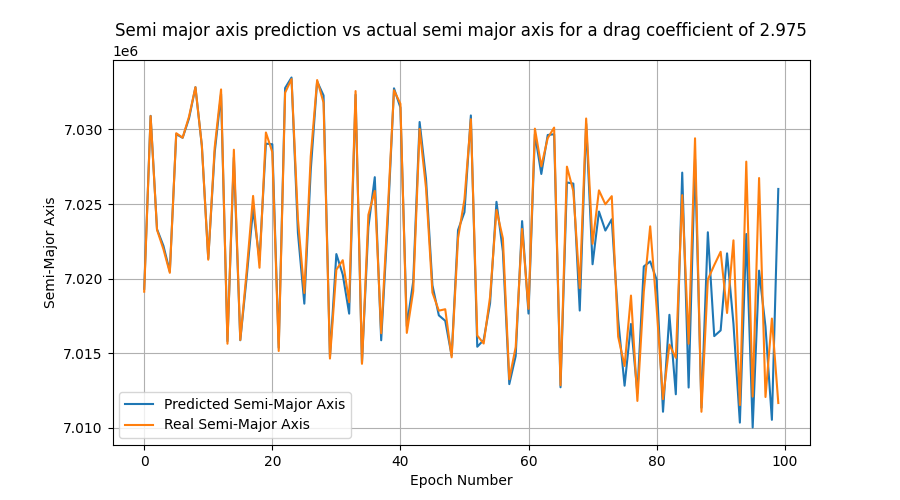 Semi major axis prediction vs actual semi major axis for a drag coefficient of 2.975
1e6
7.030
7.025
7.020
7.015
7.010
Semi-Major Axis
Predicted Semi-Major Axis
Real Semi-Major Axis
0 20 40 60 80 100
Epoch Number